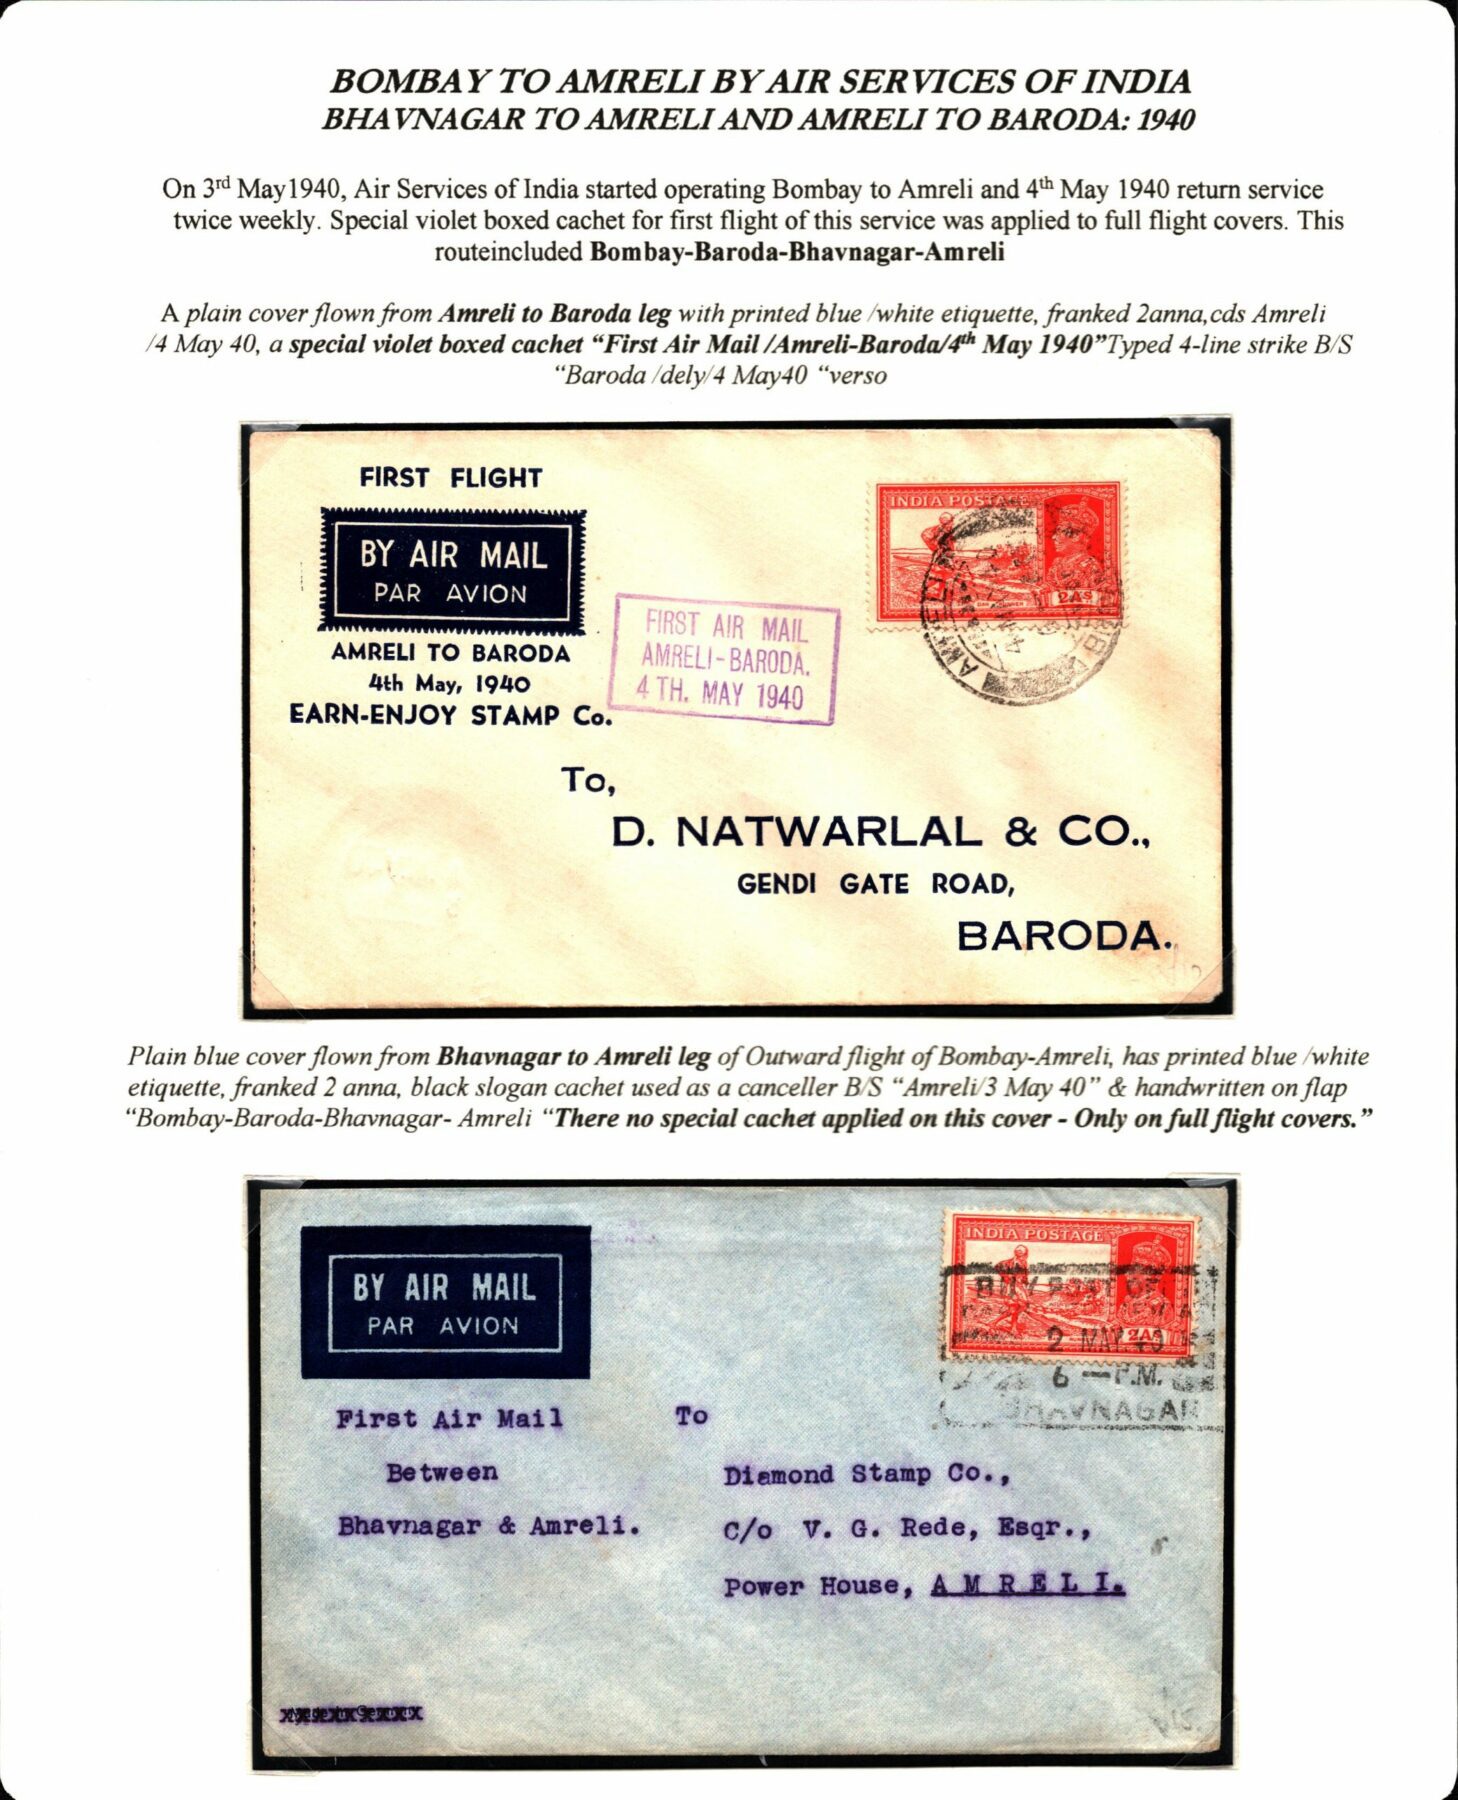 BOMBAY TO AMRELI BY AIR SERVICES OF INDIA
BHAVNAGAR TO AMRELI AND AMRELI TO BARODA: 1940
On 3rd May1940, Air Services of India started operating Bombay to Amreli and 4th May 1940 return service
twice weekly. Special violet boxed cachet for first flight of this service was applied to full flight covers. This
routeincluded Bombay-Baroda-Bhavnagar-Amreli
A plain cover flown from Amreli to Baroda leg with printed blue /white etiquette, franked 2anna,cds Amreli
/4 May 40, a special violet boxed cachet “First Air Mail /Amreli-Baroda/4th May 1940”Typed 4-line strike B/S
“Baroda /dely/4 May40 “verso
FIRST FLIGHT
BY AIR MAIL
PAR AVION
AMRELI TO BARODA
4th May, 1940
EARN-ENJOY STAMP Co.
FIRST AIR MAIL
AMRELI-BARODA.
4 TH. MAY 1940
INDIA POSTAGE
2AS
AMRELI
To,
D. NATWARLAL & CO.,
GENDI GATE ROAD,
BARODA.
Plain blue cover flown from Bhavnagar to Amreli leg of Outward flight of Bombay-Amreli, has printed blue /white
etiquette, franked 2 anna, black slogan cachet used as a canceller B/S “Amreli/3 May 40” & handwritten on flap
“Bombay-Baroda-Bhavnagar- Amreli “There no special cachet applied on this cover - Only on full flight covers.”
BY AIR MAIL
PAR AVION
INDIA POSTAGE
2AS
BUY POST OF
2 MAY 40
6 — P.M.
BHAVNAGAR
First Air Mail
Between
Bhavnagar & Amreli.
To
Diamond Stamp Co.,
C/o V. G. Rede, Esqr.,
Power House, A M R E L I.